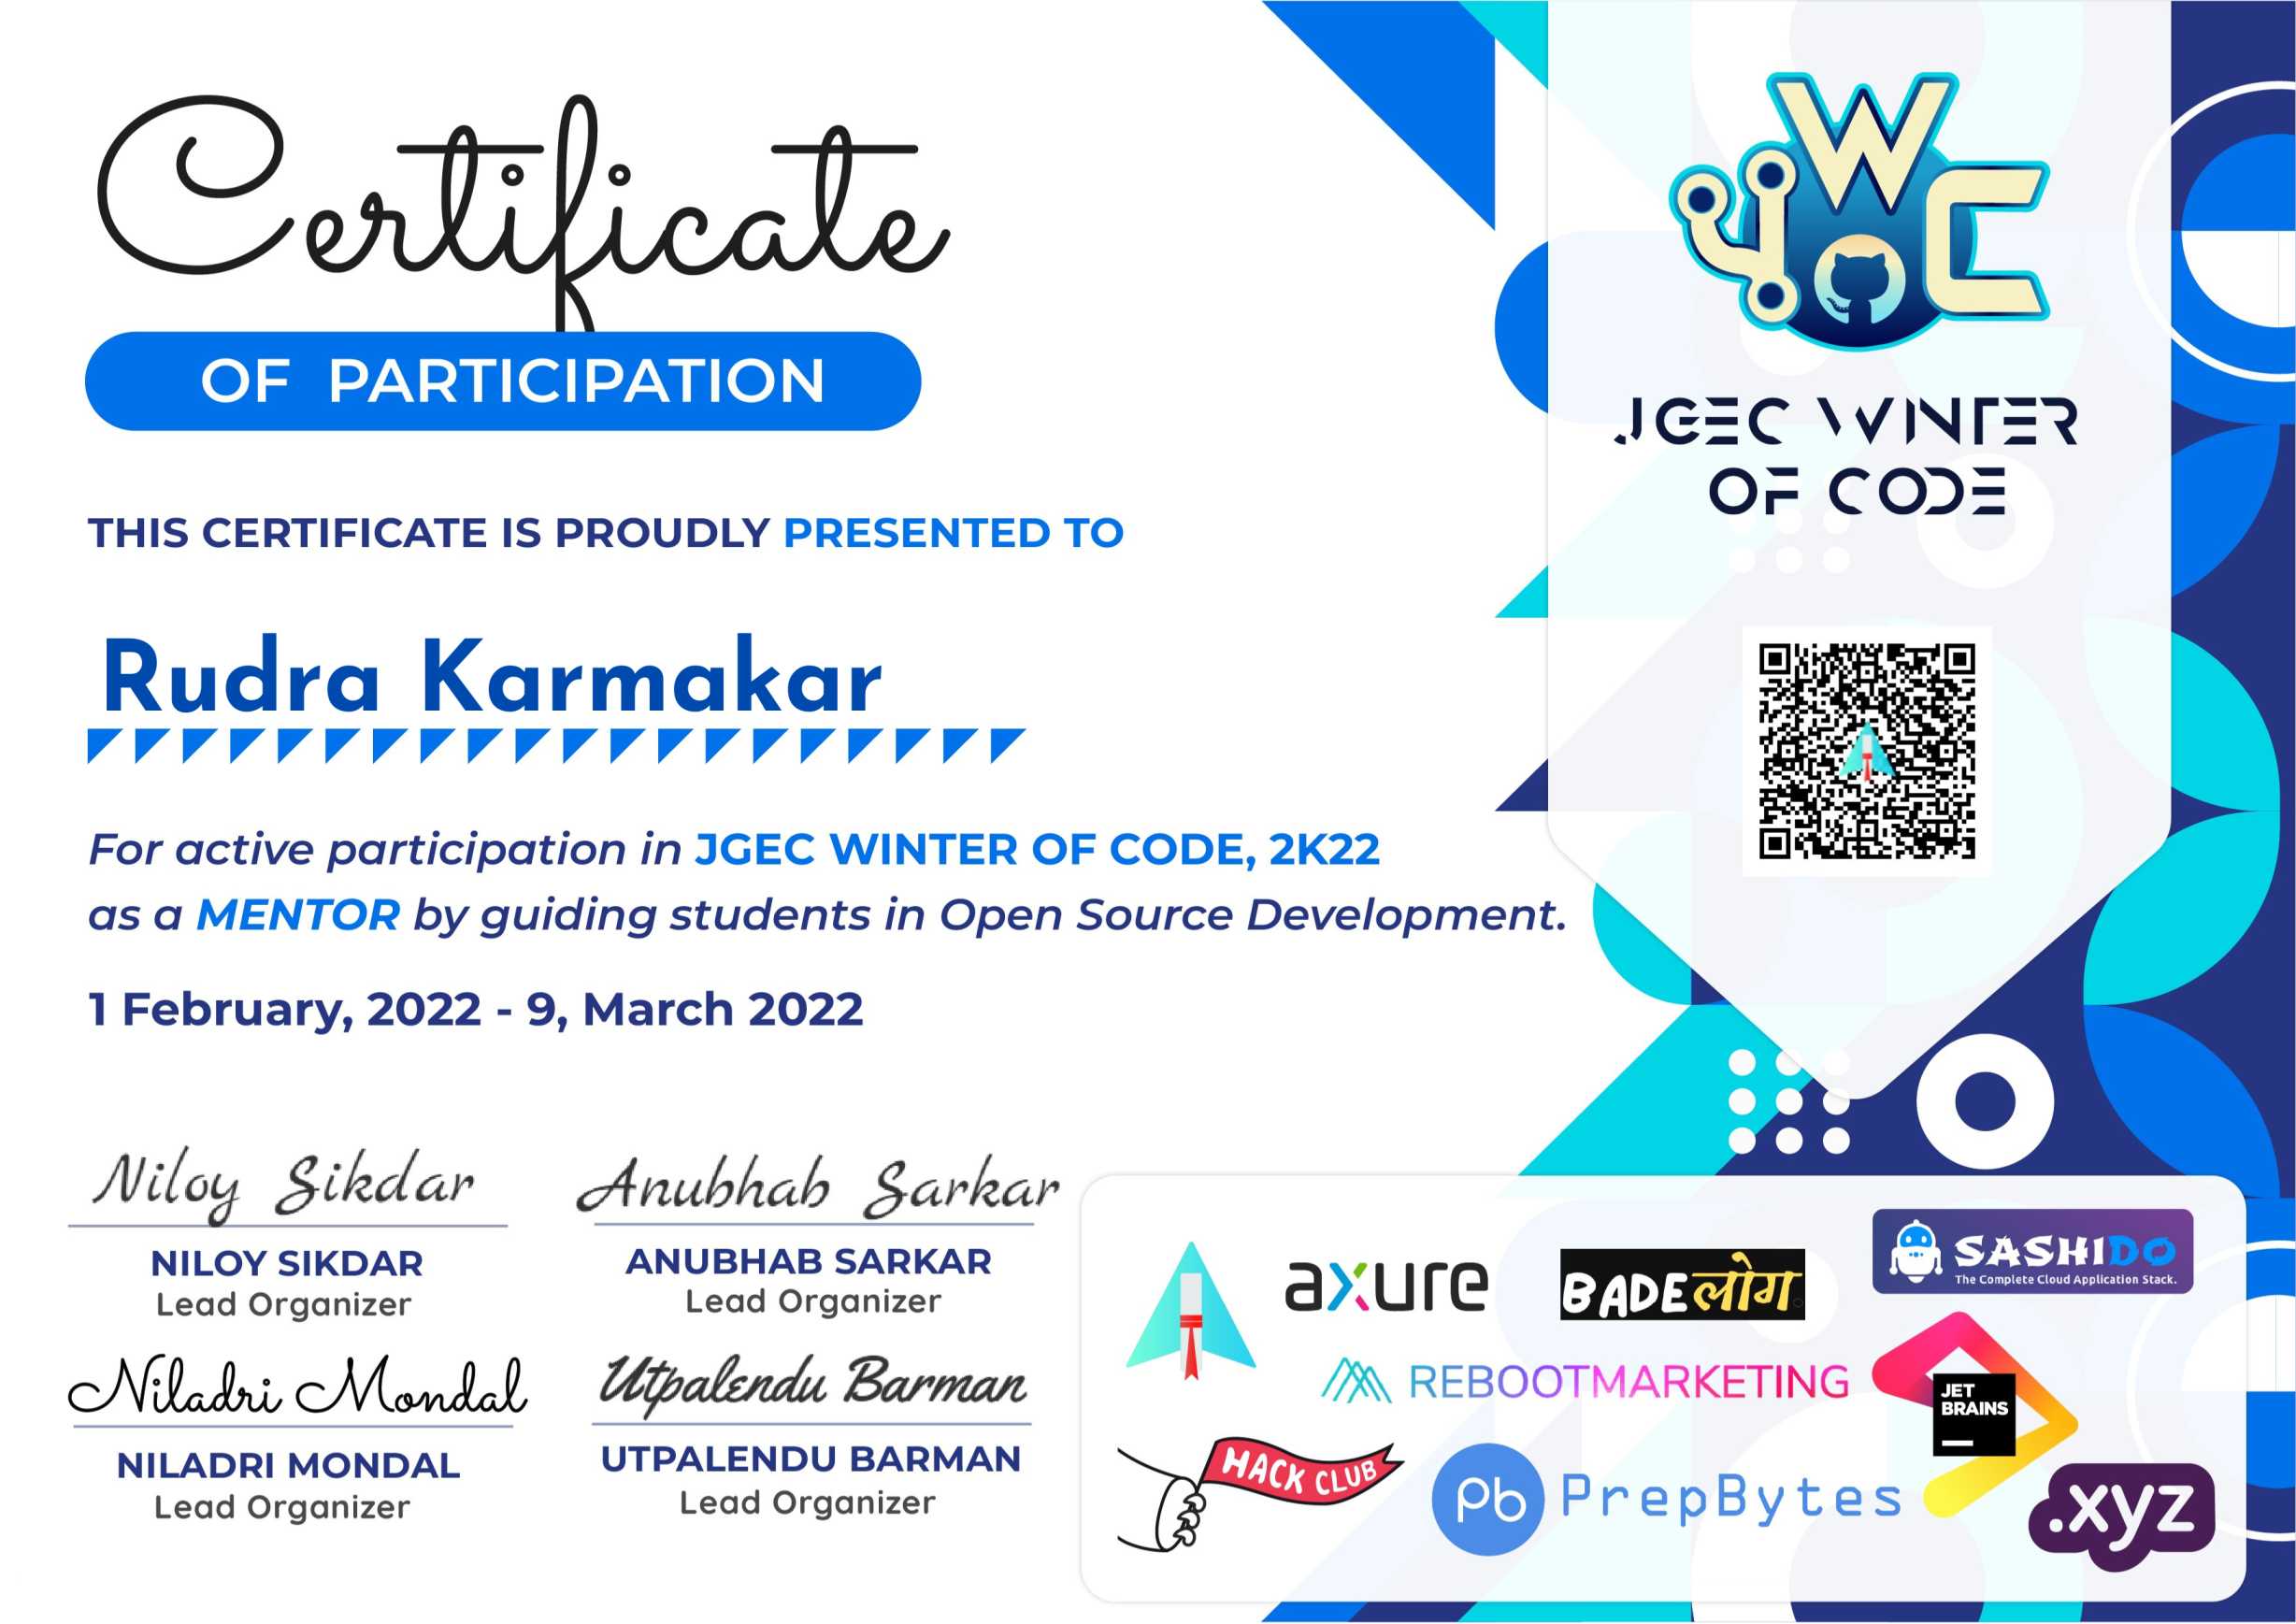 Certificate
OF PARTICIPATION
THIS CERTIFICATE IS PROUDLY PRESENTED TO
Rudra Karmakar
For active participation in JGEC WINTER OF CODE, 2K22
as a MENTOR by guiding students in Open Source Development.
1 February, 2022 - 9, March 2022
Niloy Sikdar
NILOY SIKDAR
Lead Organizer
Anubhab Sarkar
ANUBHAB SARKAR
Lead Organizer
Niladri Mondal
NILADRI MONDAL
Lead Organizer
Utpalendu Barman
UTPALENDU BARMAN
Lead Organizer
JWC
JGEC WINTER
OF CODE
axure
BADE लोग
SASHIDO
The Complete Cloud Application Stack.
REBOOTMARKETING
JET
BRAINS
HACK CLUB
pb PrepBytes
.xyz